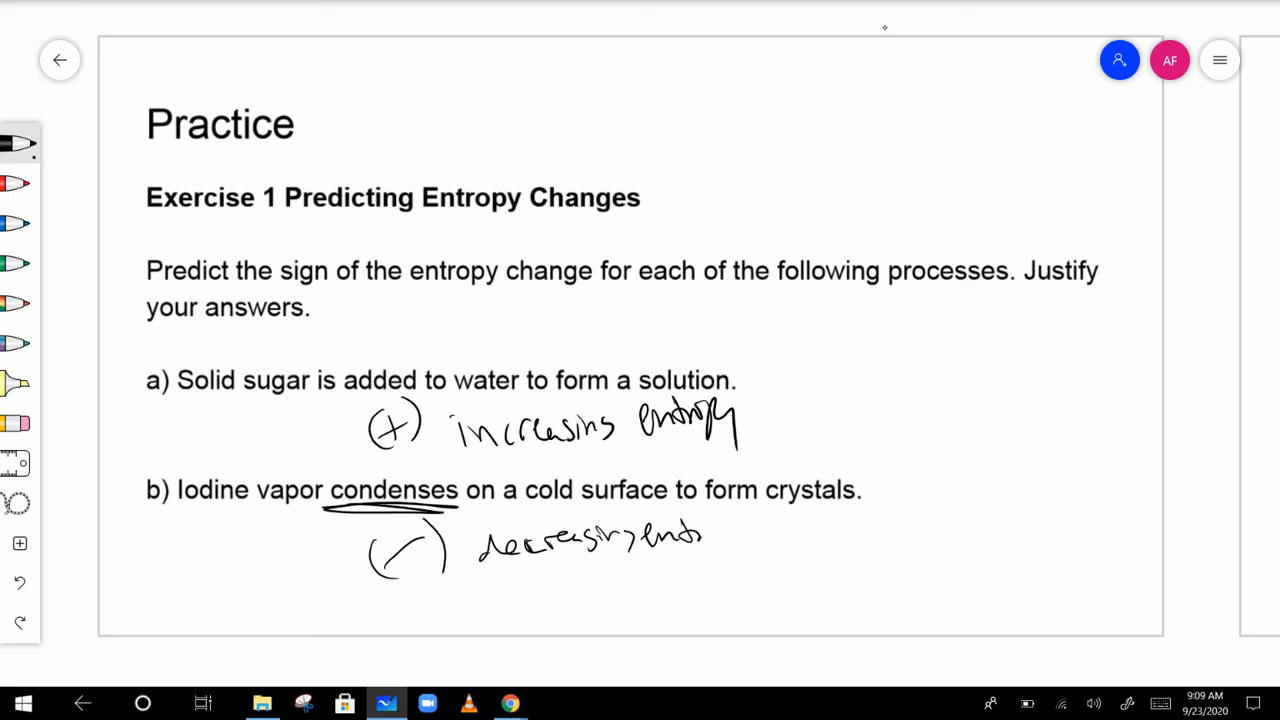 AF
Practice
Exercise 1 Predicting Entropy Changes
Predict the sign of the entropy change for each of the following processes. Justify
your answers.
a) Solid sugar is added to water to form a solution.
(+) increasing entropy
b) Iodine vapor condenses on a cold surface to form crystals.
(-) decreasing ent
9:09 AM
9/23/2020